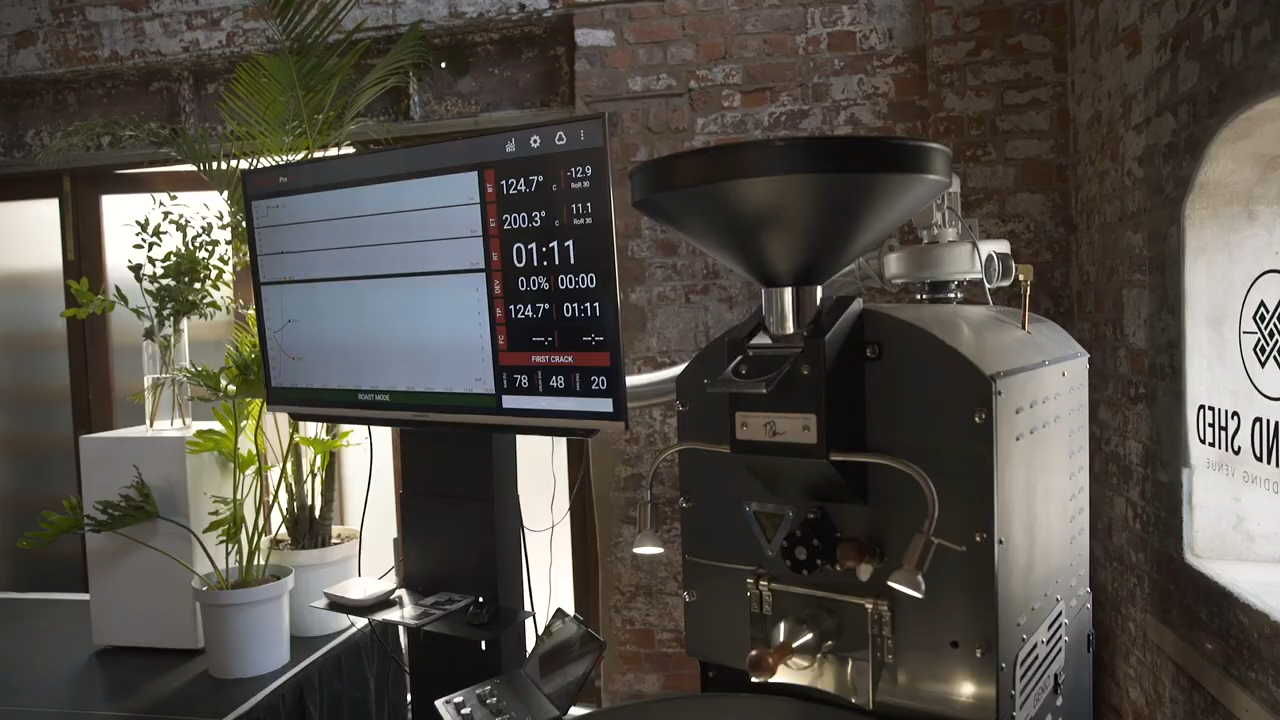 Pro
BT
124.7° c
-12.9
RoR 30
ET
200.3° c
11.1
RoR 30
RT
01:11
DEV
0.0% 00:00
TP
124.7° 01:11
FC
--:--
FIRST CRACK
78 48 20
ROAST MODE
ND SHED
DDING VENUE